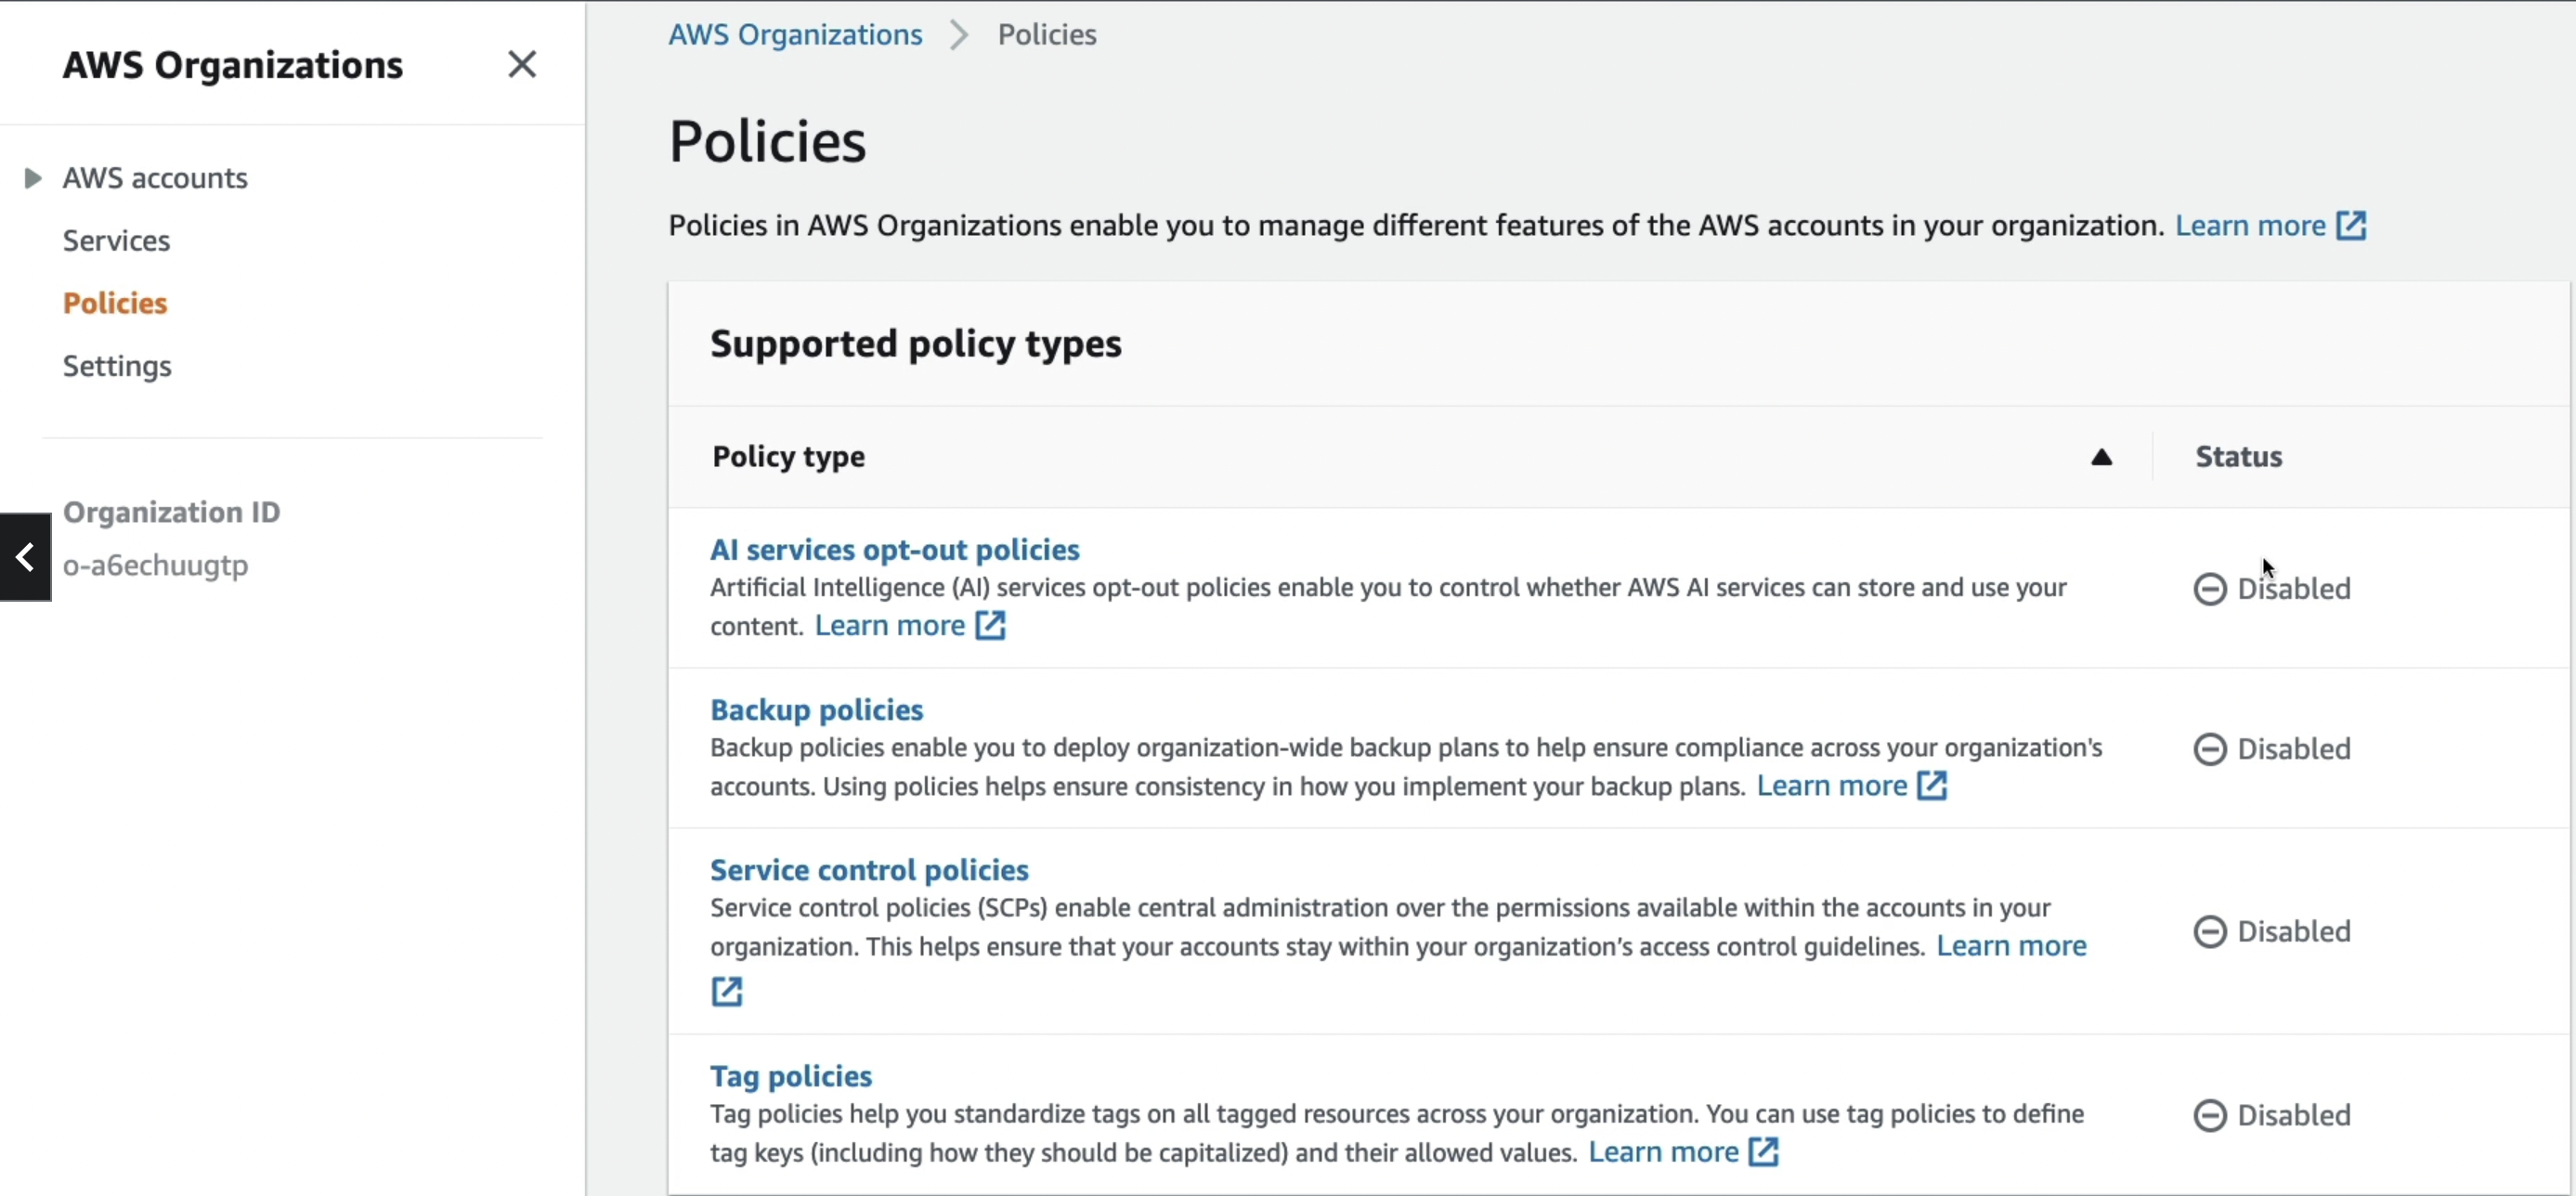 AWS Organizations
AWS accounts
Services
Policies
Settings
Organization ID
o-a6echuugtp
AWS Organizations > Policies
Policies
Policies in AWS Organizations enable you to manage different features of the AWS accounts in your organization. Learn more
Supported policy types
Policy type Status
AI services opt-out policies
Artificial Intelligence (AI) services opt-out policies enable you to control whether AWS AI services can store and use your
content. Learn more
Disabled
Backup policies
Backup policies enable you to deploy organization-wide backup plans to help ensure compliance across your organization's
accounts. Using policies helps ensure consistency in how you implement your backup plans. Learn more
Disabled
Service control policies
Service control policies (SCPs) enable central administration over the permissions available within the accounts in your
organization. This helps ensure that your accounts stay within your organization's access control guidelines. Learn more
Disabled
Tag policies
Tag policies help you standardize tags on all tagged resources across your organization. You can use tag policies to define
tag keys (including how they should be capitalized) and their allowed values. Learn more
Disabled